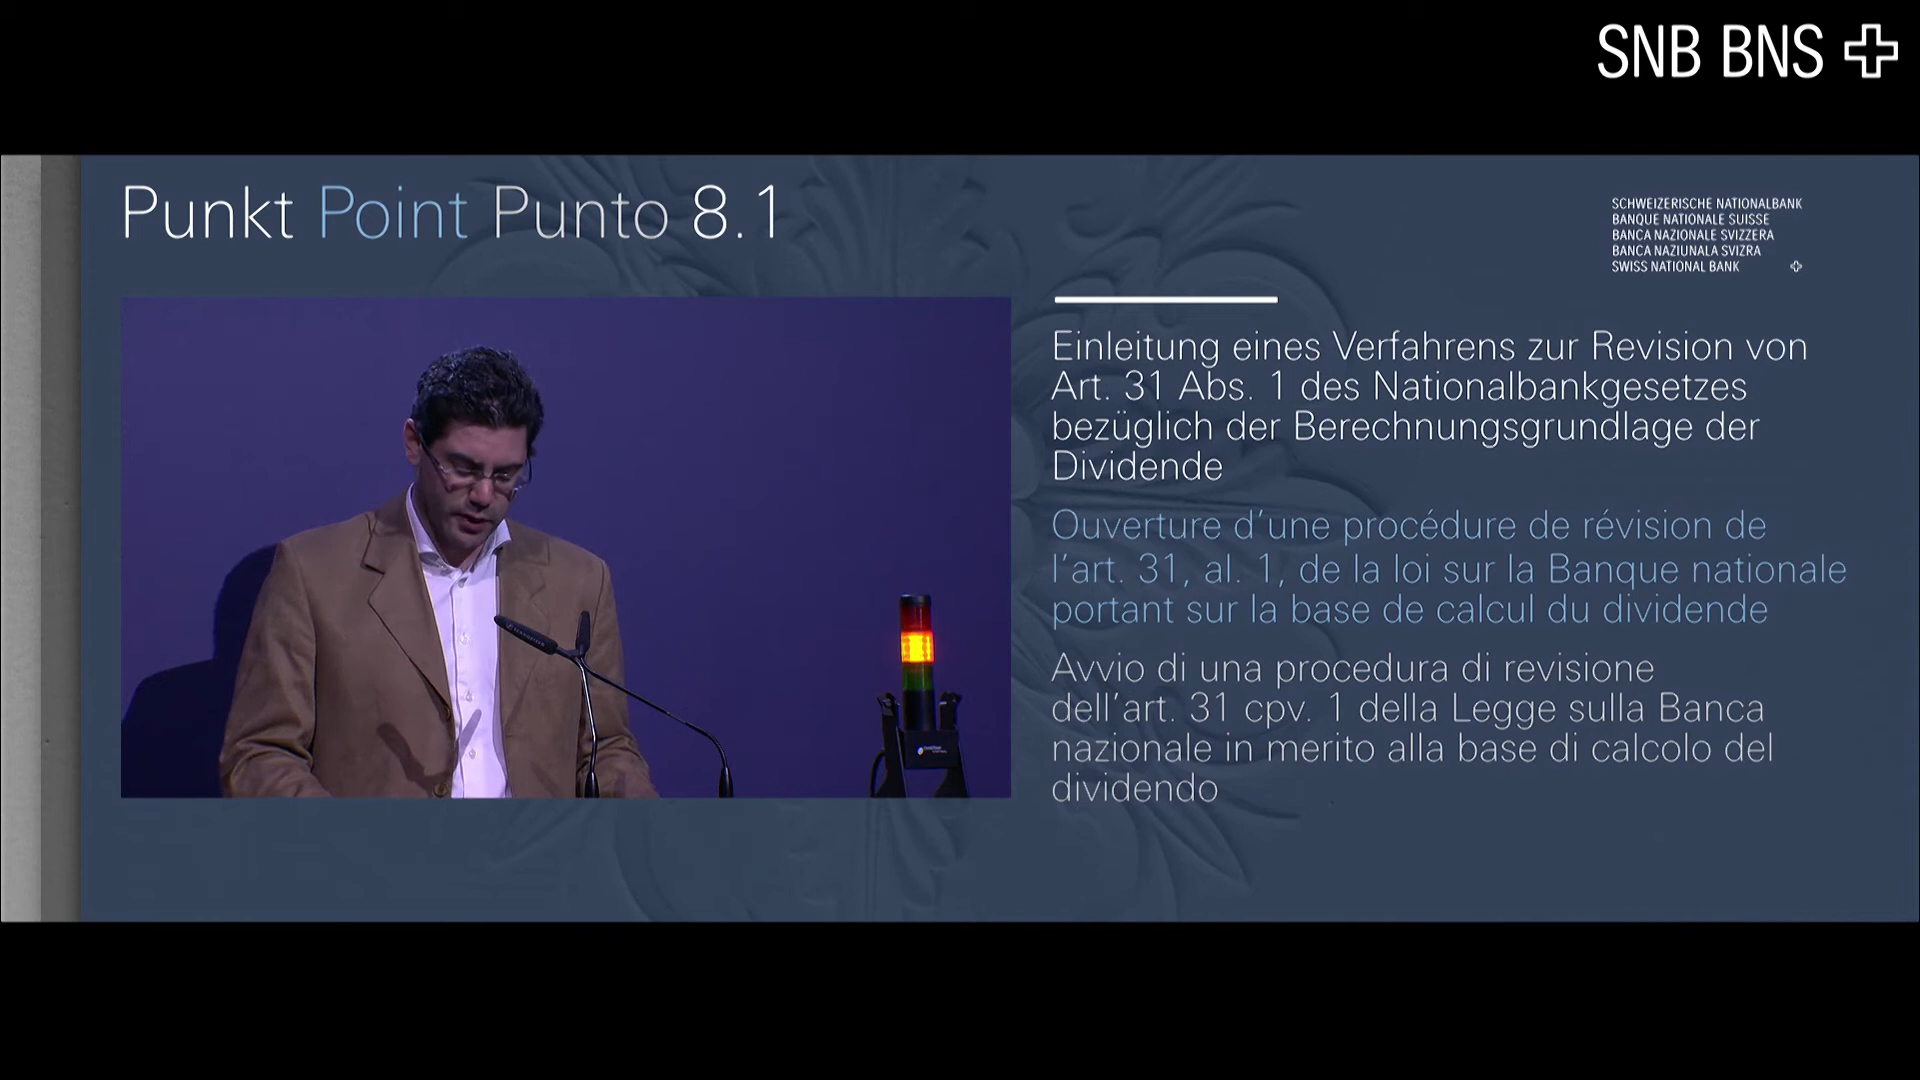 SNB BNS
Punkt Point Punto 8.1
SCHWEIZERISCHE NATIONALBANK
BANQUE NATIONALE SUISSE
BANCA NAZIONALE SVIZZERA
BANCA NAZIUNALA SVIZRA
SWISS NATIONAL BANK
Einleitung eines Verfahrens zur Revision von
Art. 31 Abs. 1 des Nationalbankgesetzes
bezüglich der Berechnungsgrundlage der
Dividende
Ouverture d’une procédure de révision de
l’art. 31, al. 1, de la loi sur la Banque nationale
portant sur la base de calcul du dividende
Avvio di una procedura di revisione
dell’art. 31 cpv. 1 della Legge sulla Banca
nazionale in merito alla base di calcolo del
dividendo